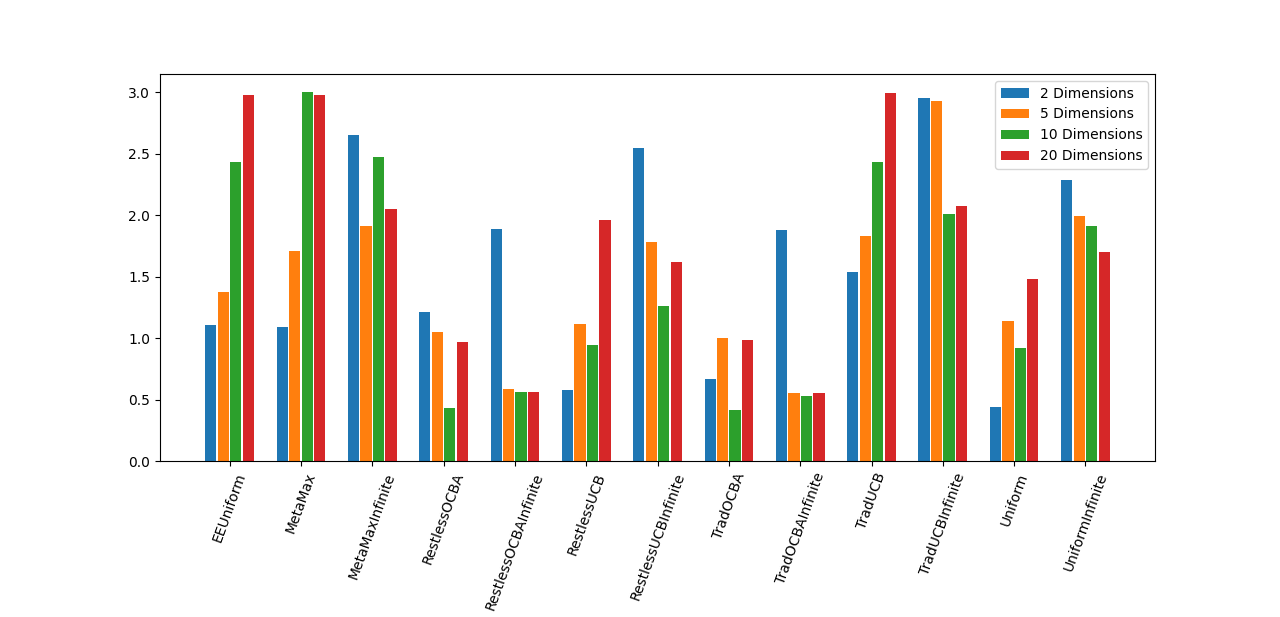 3.0
2.5
2.0
1.5
1.0
0.5
0.0
2 Dimensions
5 Dimensions
10 Dimensions
20 Dimensions
EEUniform
MetaMax
MetaMaxInfinite
RestlessOCBA
RestlessOCBAInfinite
RestlessUCB
RestlessUCBInfinite
TradOCBA
TradOCBAInfinite
TradUCB
TradUCBInfinite
Uniform
UniformInfinite